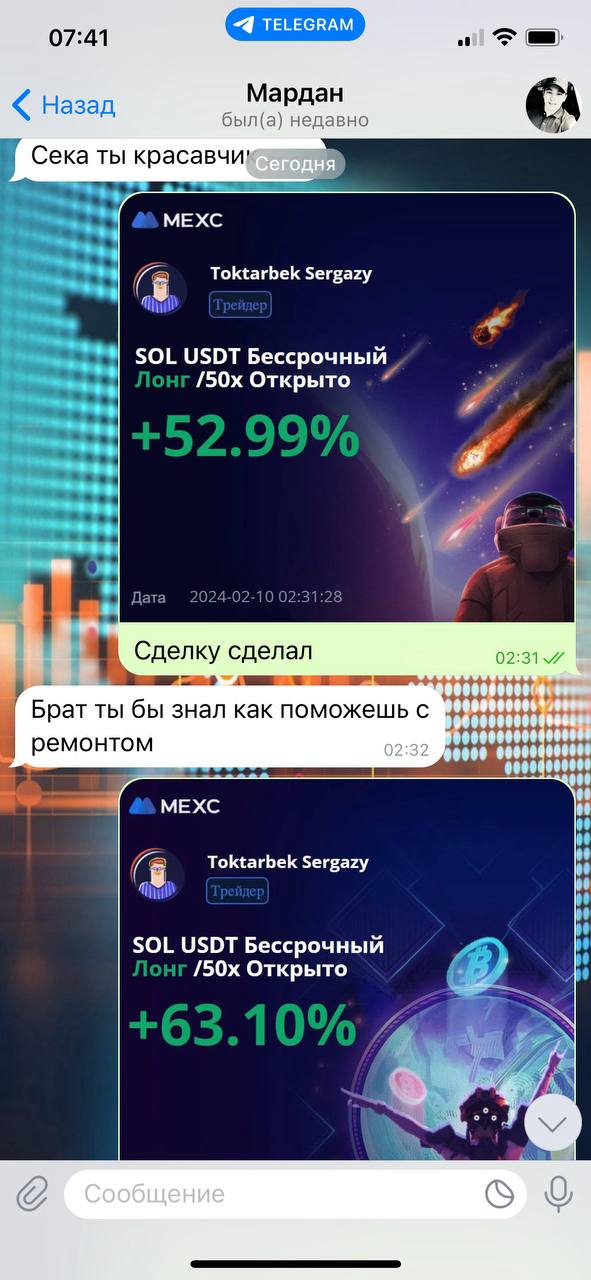 07:41
TELEGRAM
Назад
Мардан
был(а) недавно
Сека ты
Сегодня
MEXC
Toktarbek Sergazy
Трейдер
SOL USDT Бессрочный
Лонг /50x Открыто
+52.99%
Дата 2024-02-10 02:31:28
Сделку сделал
02:31
Брат ты бы знал как поможешь с
ремонтом
02:32
MEXC
Toktarbek Sergazy
Трейдер
SOL USDT Бессрочный
Лонг /50x Открыто
+63.10%
Сообщение